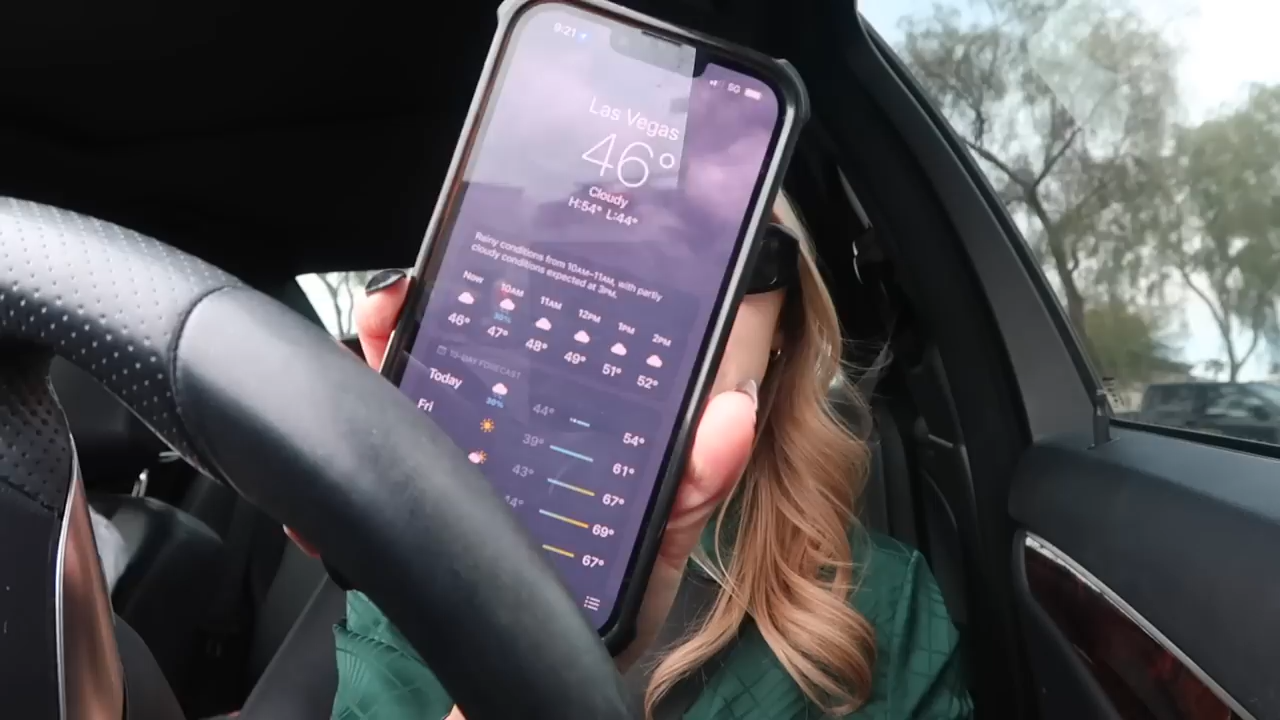 9:21
5G
Las Vegas
46°
Cloudy
H:54° L:44°
Rainy conditions from 10AM–11AM, with partly
cloudy conditions expected at 3PM.
Now 10AM 11AM 12PM 1PM 2PM
30%
46° 47° 48° 49° 51° 52°
10-DAY FORECAST
Today 30% 44° 54°
Fri 39° 61°
43° 67°
44° 69°
67°